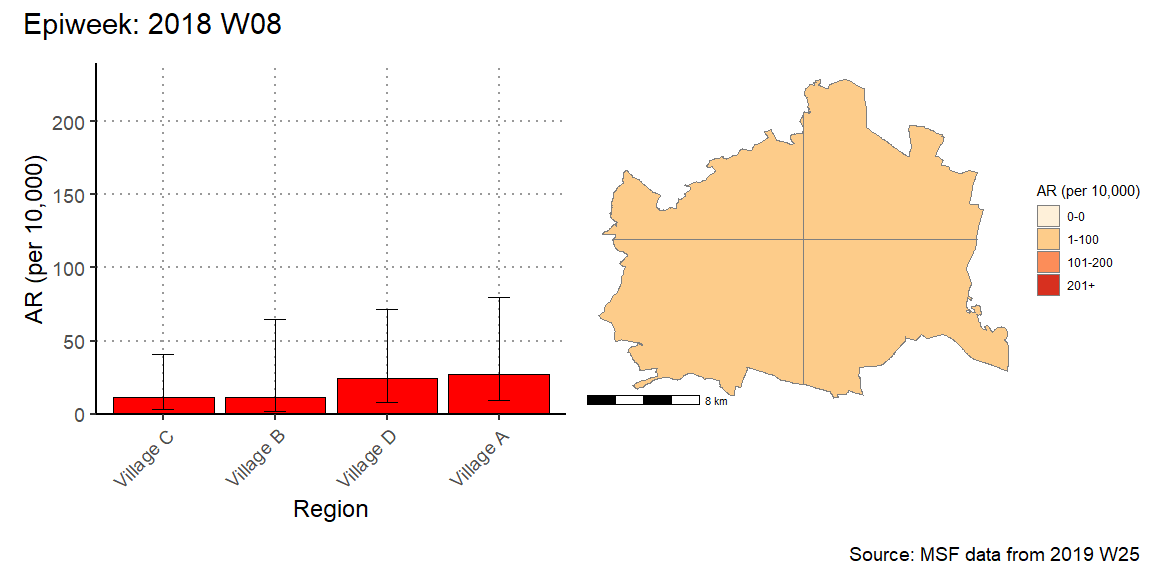 Epiweek: 2018 W08
AR (per 10,000)
200
150
100
50
0
Village C
Village B
Village D
Village A
Region
8 km
AR (per 10,000)
0-0
1-100
101-200
201+
Source: MSF data from 2019 W25